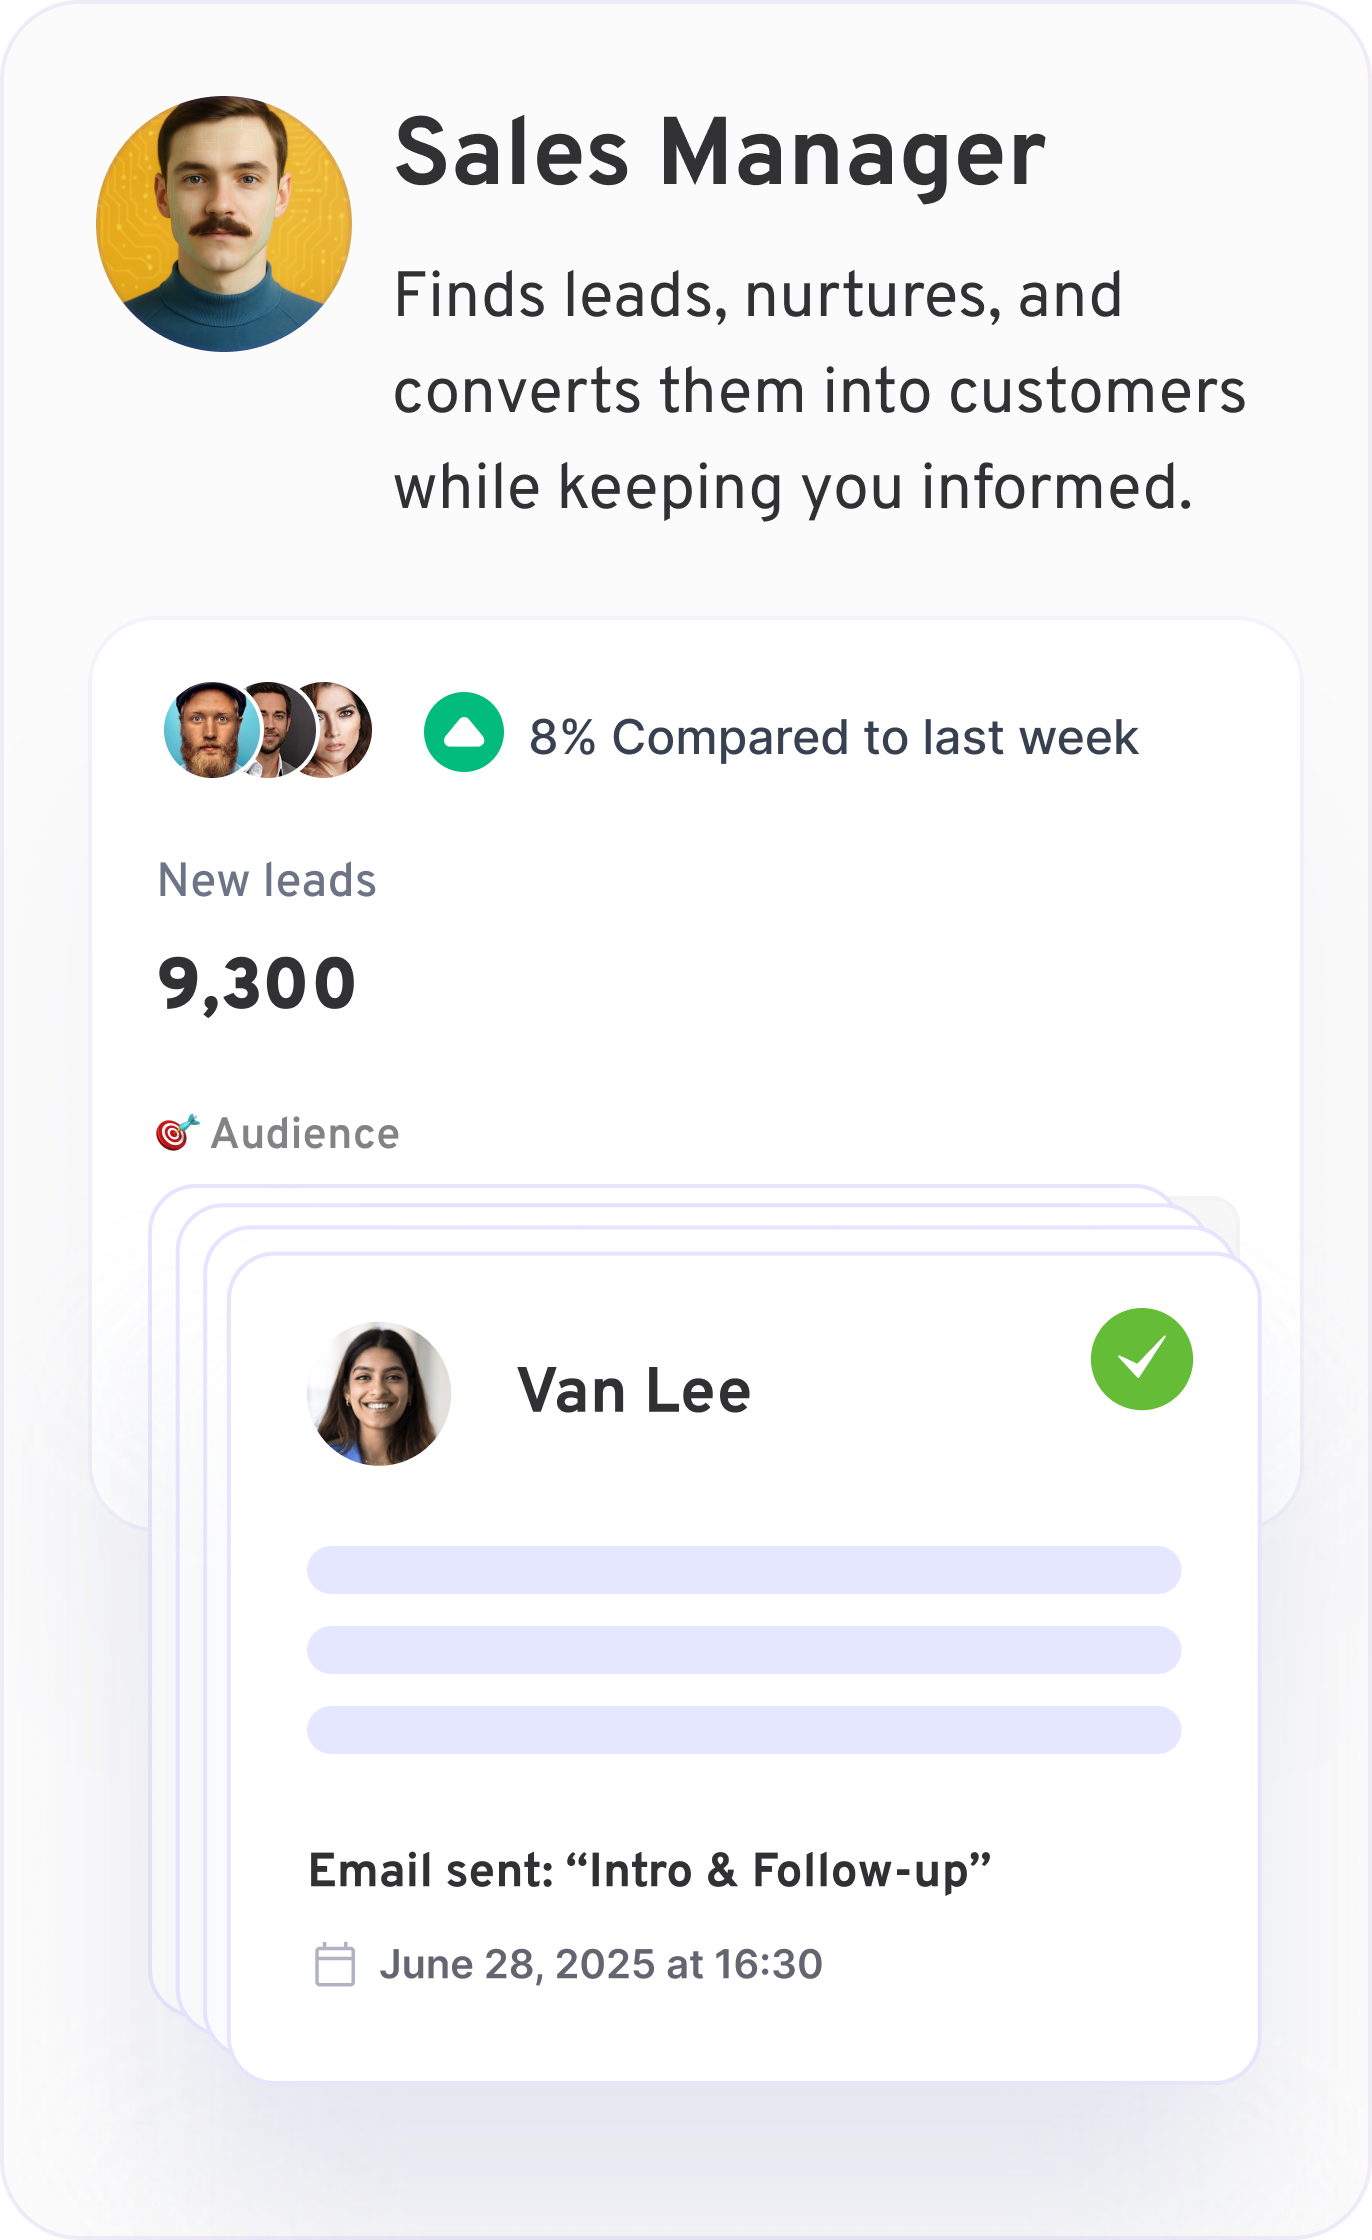 Sales Manager
Finds leads, nurtures, and
converts them into customers
while keeping you informed.
8% Compared to last week
New leads
9,300
🎯 Audience
Van Lee
Email sent: “Intro & Follow-up”
June 28, 2025 at 16:30